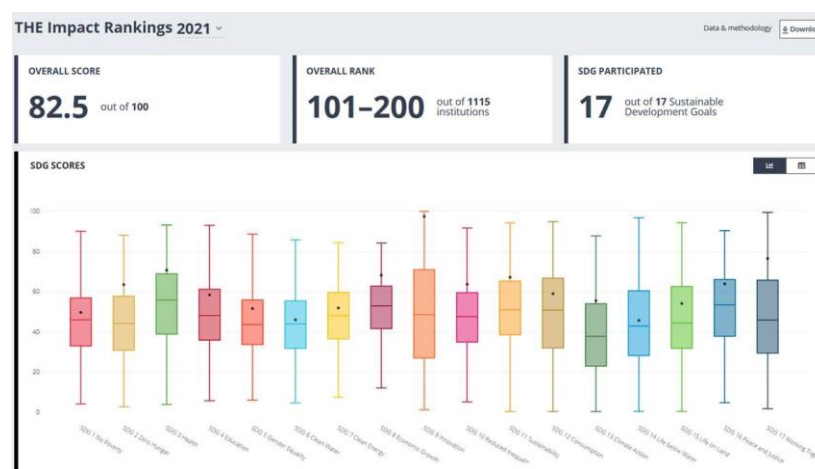 THE Impact Rankings 2021
Data & methodology
Downlo
OVERALL SCORE
82.5 out of 100
OVERALL RANK
101–200 out of 1115
institutions
SDG PARTICIPATED
17 out of 17 Sustainable
Development Goals
SDG SCORES
100
80
60
40
20
0
SDG 1 No Poverty
SDG 2 Zero Hunger
SDG 3 Health
SDG 4 Education
SDG 5 Gender Equality
SDG 6 Clean Water
SDG 7 Clean Energy
SDG 8 Economic Growth
SDG 9 Innovation
SDG 10 Reduced Inequalit
SDG 11 Sustainability
SDG 12 Consumption
SDG 13 Climate Action
SDG 14 Life below Water
SDG 15 Life on Land
SDG 16 Peace and Justice
SDG 17